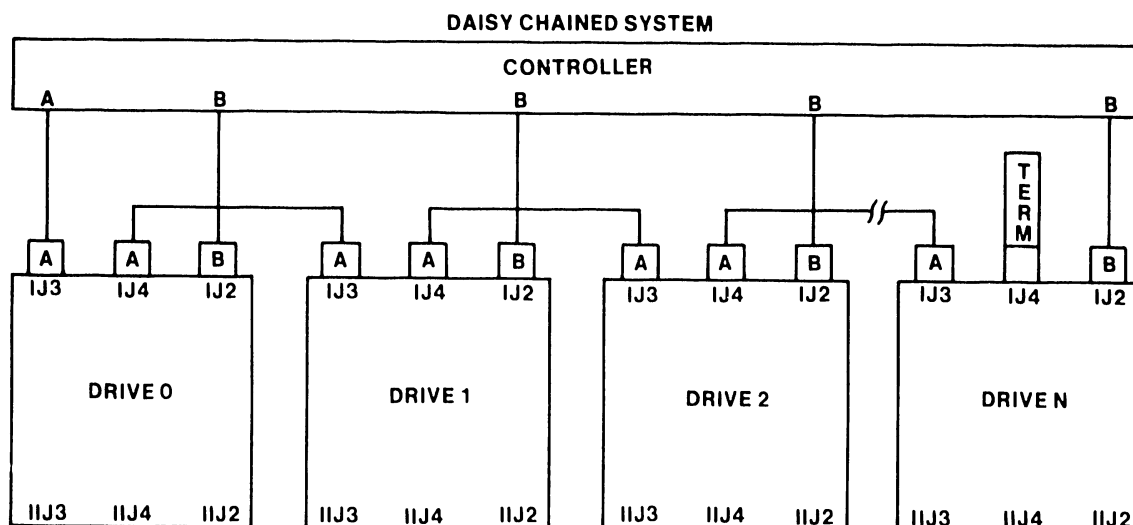 DAISY CHAINED SYSTEM
CONTROLLER
A B B B B
TERM
A A B A A B A A B A B
IJ3 IJ4 IJ2 IJ3 IJ4 IJ2 IJ3 IJ4 IJ2 IJ3 IJ4 IJ2
DRIVE 0 DRIVE 1 DRIVE 2 DRIVE N
IIJ3 IIJ4 IIJ2 IIJ3 IIJ4 IIJ2 IIJ3 IIJ4 IIJ2 IIJ3 IIJ4 IIJ2